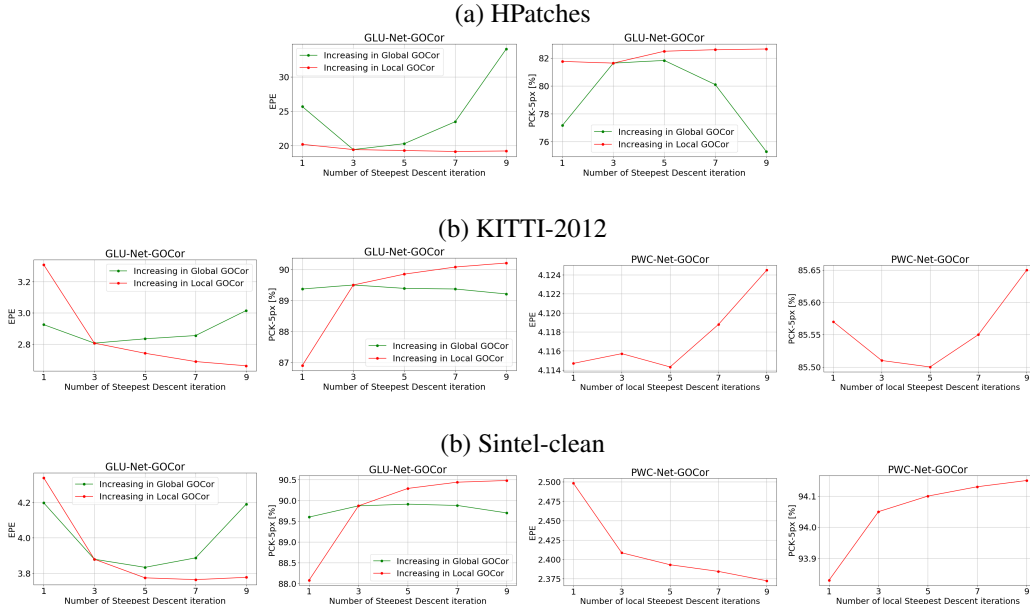 (a) HPatches
GLU-Net-GOCor
EPE
30
25
20
Increasing in Global GOCor
Increasing in Local GOCor
1 3 5 7 9
Number of Steepest Descent iteration
GLU-Net-GOCor
PCK-5px [%]
82
80
78
76
Increasing in Global GOCor
Increasing in Local GOCor
1 3 5 7 9
Number of Steepest Descent iteration
(b) KITTI-2012
GLU-Net-GOCor
EPE
3.2
3.0
2.8
Increasing in Global GOCor
Increasing in Local GOCor
1 3 5 7 9
Number of Steepest Descent iteration
GLU-Net-GOCor
PCK-5px [%]
90
89
88
87
Increasing in Global GOCor
Increasing in Local GOCor
1 3 5 7 9
Number of Steepest Descent iteration
PWC-Net-GOCor
EPE
4.124
4.122
4.120
4.118
4.116
4.114
1 3 5 7 9
Number of local Steepest Descent iteration
PWC-Net-GOCor
PCK-5px [%]
85.65
85.60
85.55
85.50
1 3 5 7 9
Number of local Steepest Descent iteration
(b) Sintel-clean
GLU-Net-GOCor
EPE
4.2
4.0
3.8
Increasing in Global GOCor
Increasing in Local GOCor
1 3 5 7 9
Number of Steepest Descent iteration
GLU-Net-GOCor
PCK-5px [%]
90.5
90.0
89.5
89.0
88.5
88.0
Increasing in Global GOCor
Increasing in Local GOCor
1 3 5 7 9
Number of Steepest Descent iteration
PWC-Net-GOCor
EPE
2.500
2.475
2.450
2.425
2.400
2.375
1 3 5 7 9
Number of local Steepest Descent iteration
PWC-Net-GOCor
PCK-5px [%]
94.1
94.0
93.9
1 3 5 7 9
Number of local Steepest Descent iteration